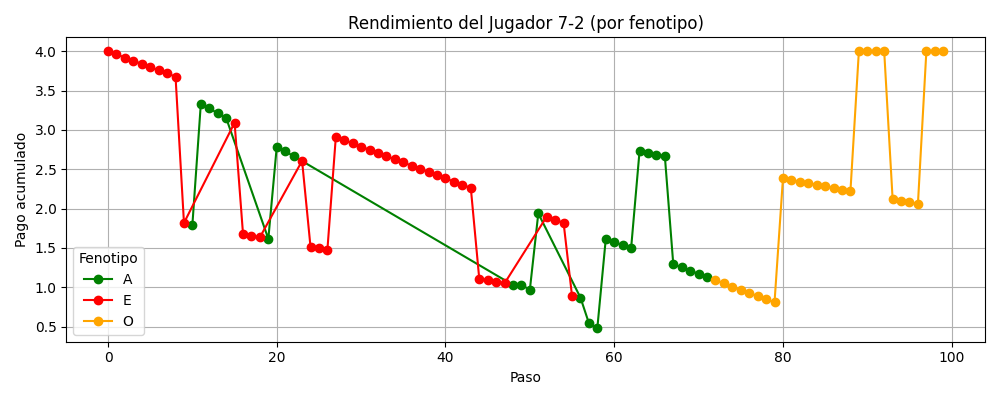 Rendimiento del Jugador 7-2 (por fenotipo)
Pago acumulado
4.0
3.5
3.0
2.5
2.0
1.5
1.0
0.5
Fenotipo
A
E
O
0 20 40 60 80 100
Paso